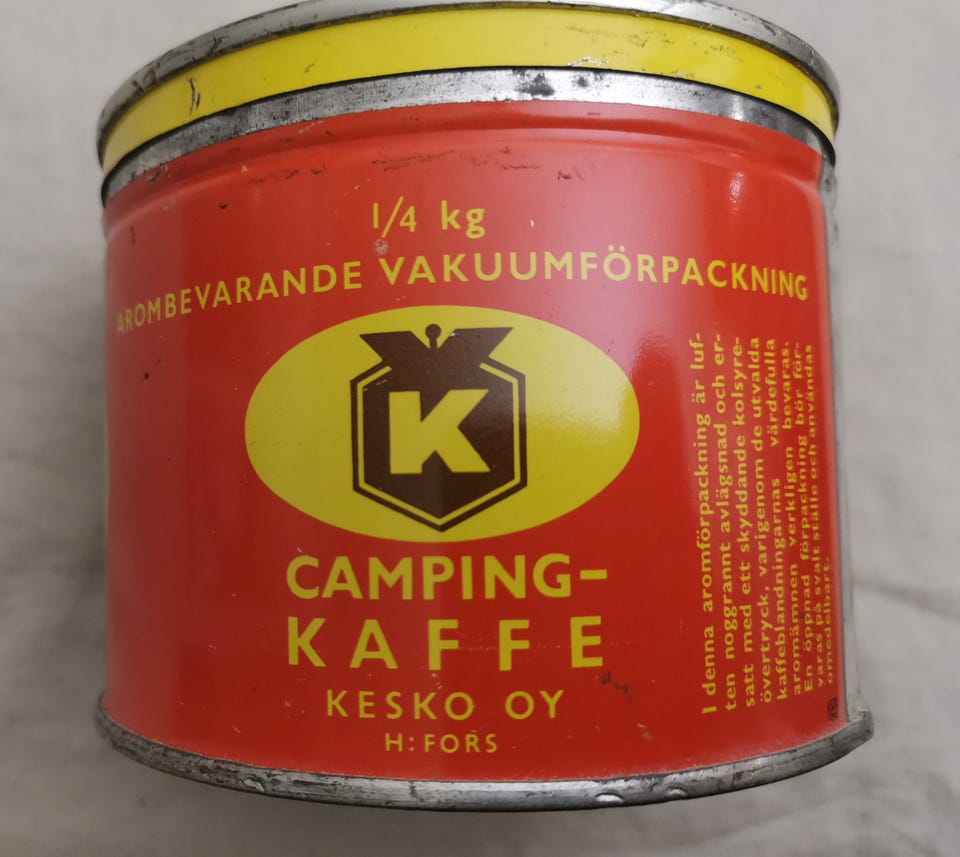 1/4 kg
AROMBEVARANDE VAKUUMFÖRPACKNING
K
CAMPING-
KAFFE
KESKO OY
H:FORS
I denna aromförpackning är luf-
ten noggrannt avlägsnad och er-
satt med ett skyddande kolsyre-
övertryck, varigenom de utvalda
kaffeblandningarnas värdefulla
aromämnen verkligen bevaras.
En öppnad förpackning bör för-
varas på svalt ställe och användas
omedelbart.